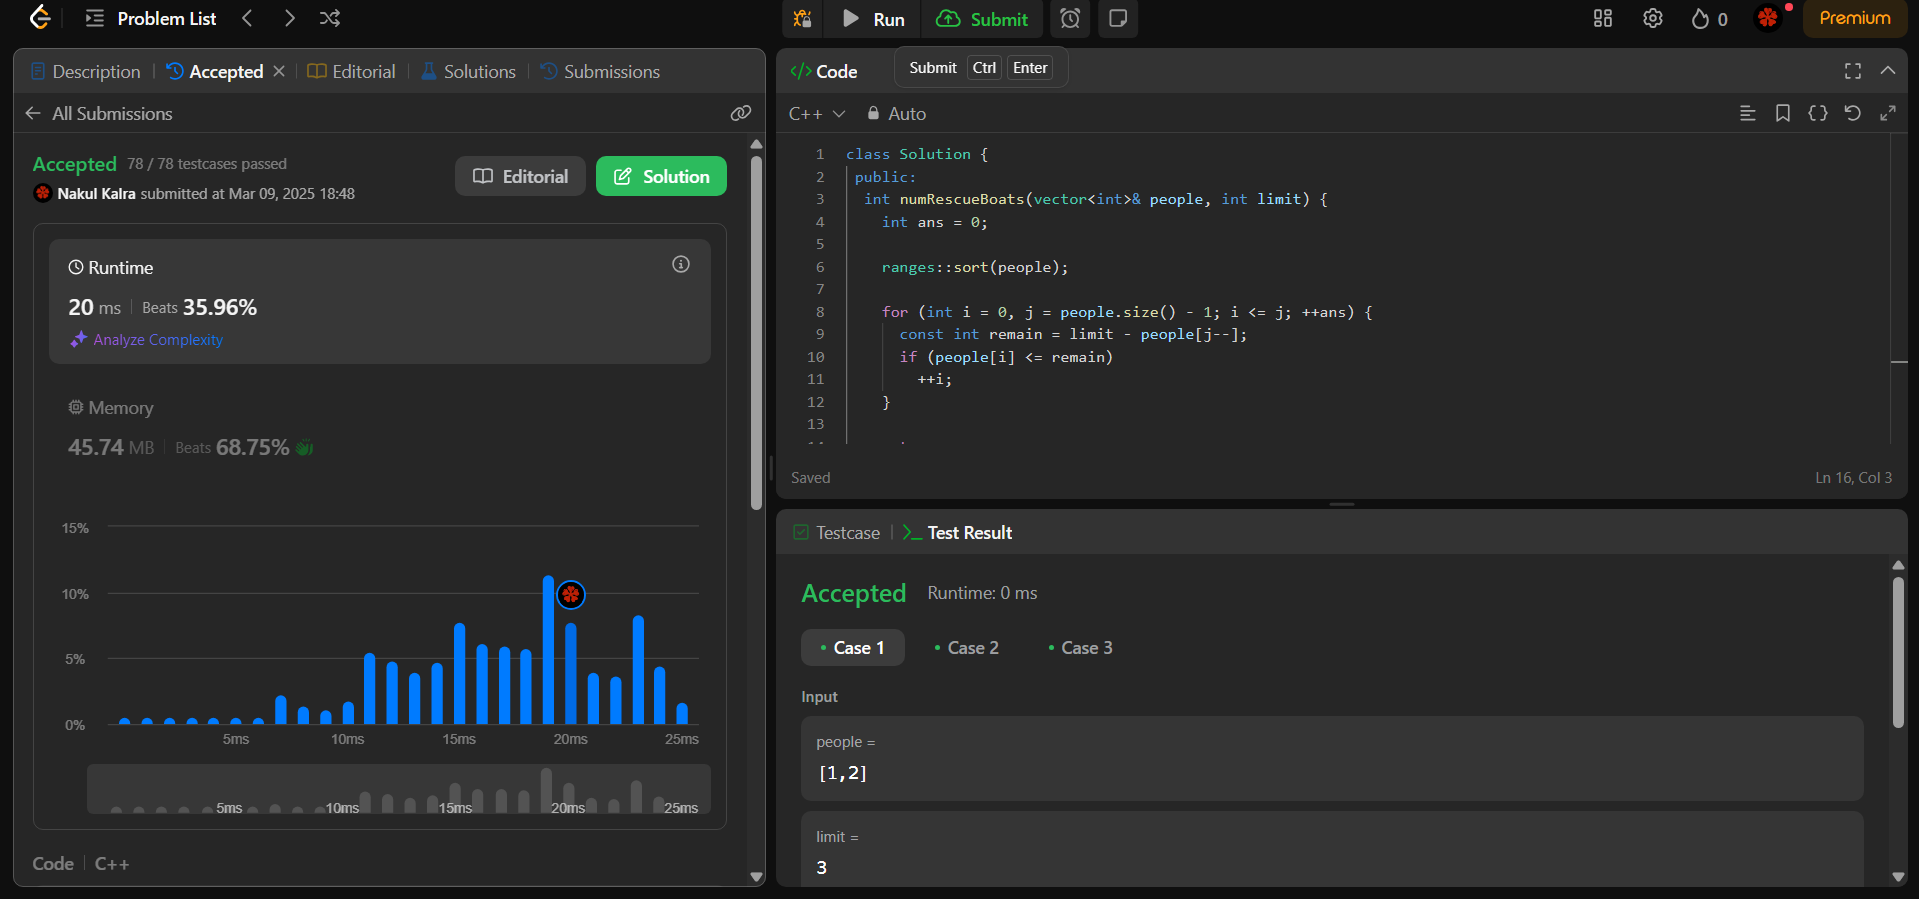 Problem List
Run
Submit
0
Premium
Description
Accepted
Editorial
Solutions
Submissions
All Submissions
Accepted 78 / 78 testcases passed
Nakul Kalra submitted at Mar 09, 2025 18:48
Editorial
Solution
Runtime
20 ms Beats 35.96%
Analyze Complexity
Memory
45.74 MB Beats 68.75%
15%
10%
5%
0%
5ms 10ms 15ms 20ms 25ms
5ms 10ms 15ms 20ms 25ms
Code C++
</> Code
Submit Ctrl Enter
C++ Auto
1 class Solution {
2 public:
3 int numRescueBoats(vector<int>& people, int limit) {
4 int ans = 0;
5
6 ranges::sort(people);
7
8 for (int i = 0, j = people.size() - 1; i <= j; ++ans) {
9 const int remain = limit - people[j--];
10 if (people[i] <= remain)
11 ++i;
12 }
13
Saved
Ln 16, Col 3
Testcase
>_ Test Result
Accepted Runtime: 0 ms
• Case 1 • Case 2 • Case 3
Input
people =
[1,2]
limit =
3